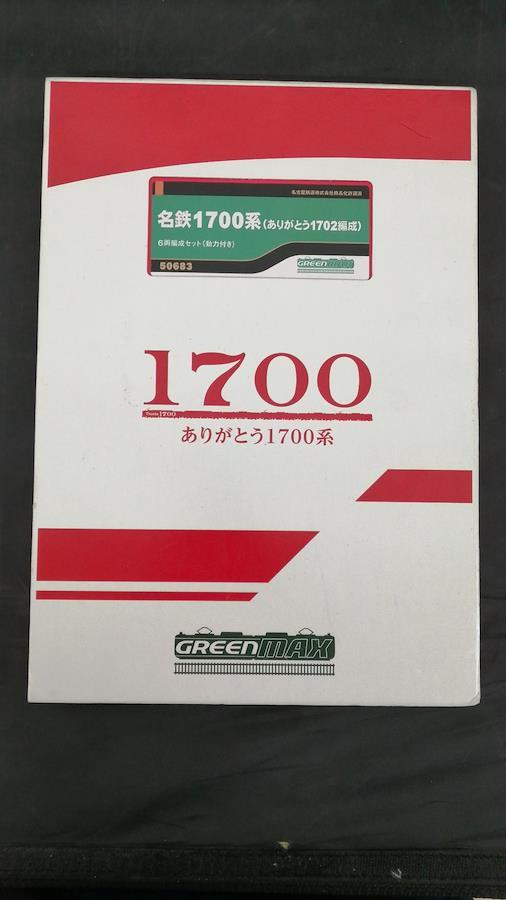 名古屋鉄道株式会社商品化許諾済
名鉄1700系(ありがとう1702編成)
6両編成セット(動力付き)
50683
GREENMAX
1700
Thanks 1700
ありがとう1700系
GREENMAX